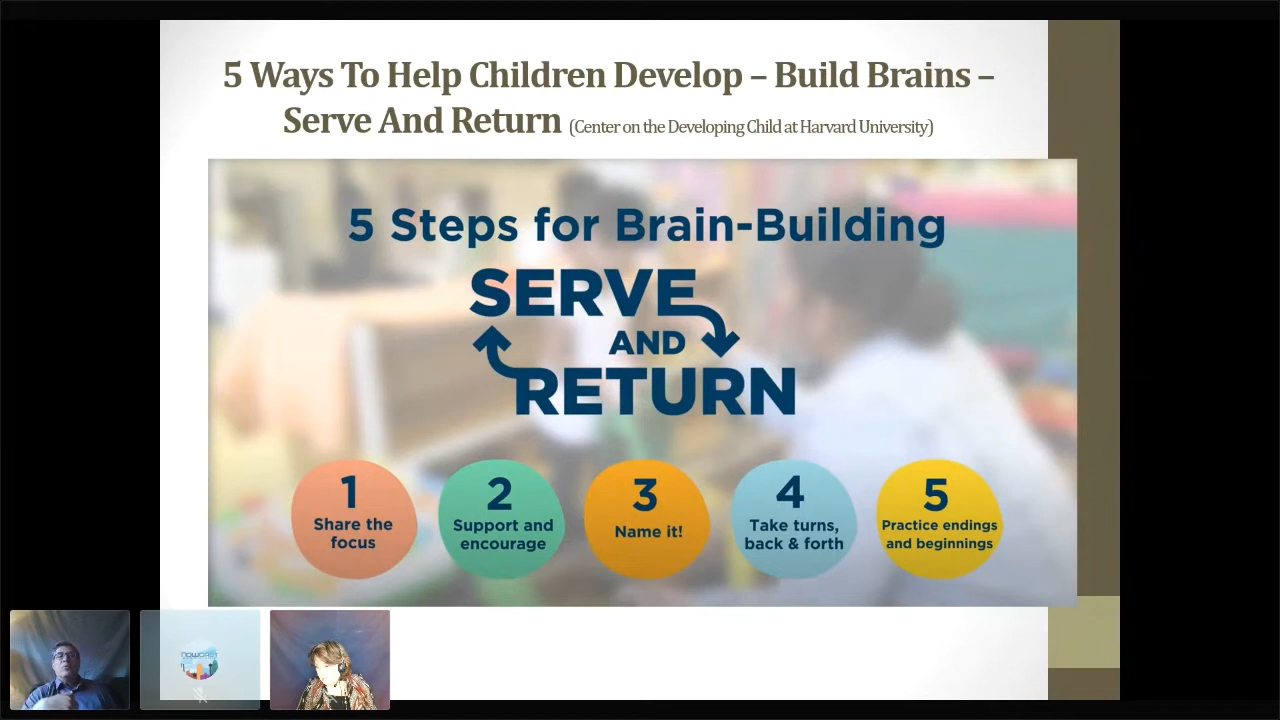 5 Ways To Help Children Develop – Build Brains –
Serve And Return (Center on the Developing Child at Harvard University)
5 Steps for Brain-Building
SERVE
AND
RETURN
1
Share the
focus
2
Support and
encourage
3
Name it!
4
Take turns,
back & forth
5
Practice endings
and beginnings
NOWCAST